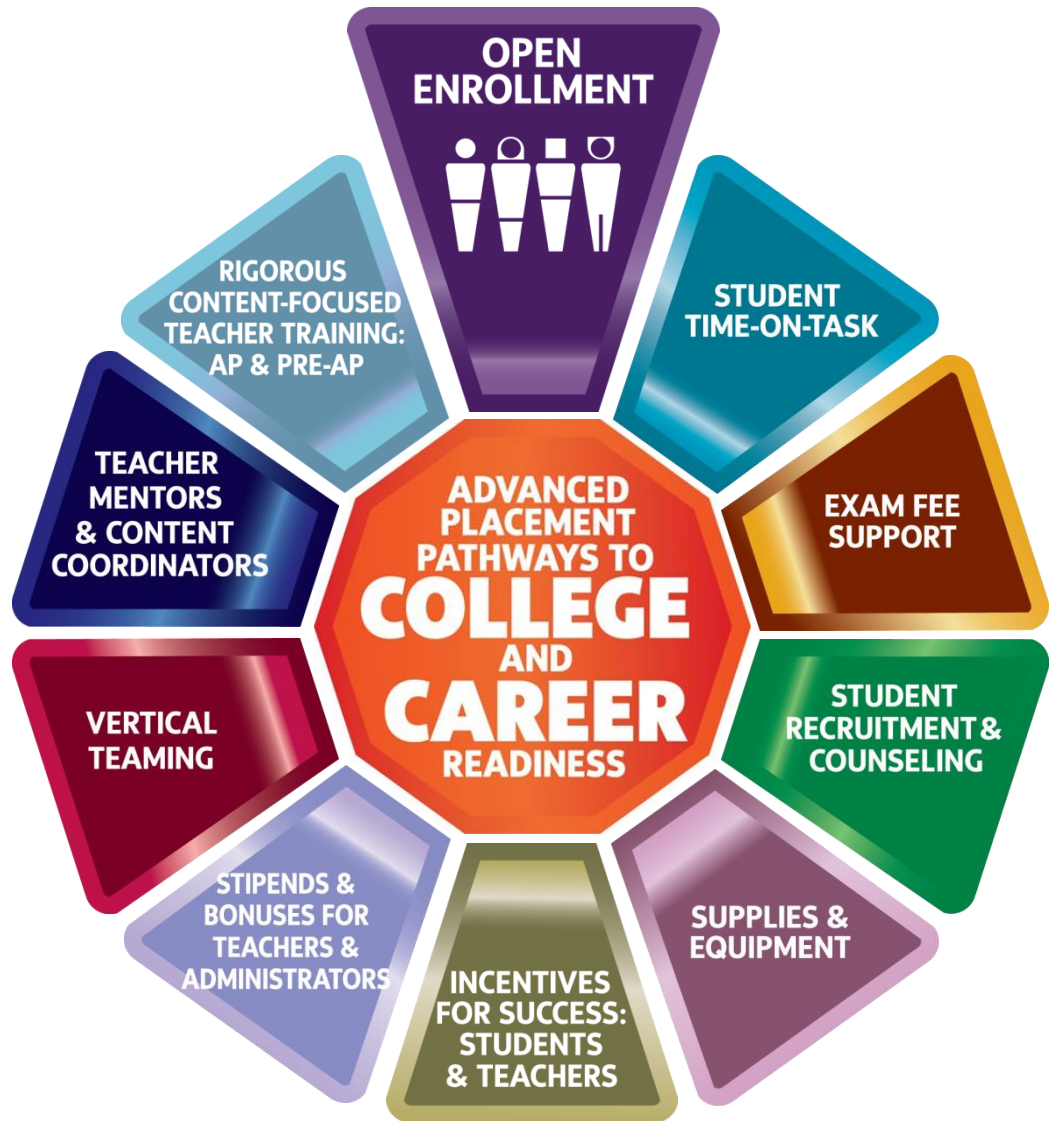 OPEN
ENROLLMENT
STUDENT
TIME-ON-TASK
EXAM FEE
SUPPORT
STUDENT
RECRUITMENT &
COUNSELING
SUPPLIES &
EQUIPMENT
INCENTIVES
FOR SUCCESS:
STUDENTS
& TEACHERS
STIPENDS &
BONUSES FOR
TEACHERS &
ADMINISTRATORS
VERTICAL
TEAMING
TEACHER
MENTORS
& CONTENT
COORDINATORS
RIGOROUS
CONTENT-FOCUSED
TEACHER TRAINING:
AP & PRE-AP
ADVANCED
PLACEMENT
PATHWAYS TO
COLLEGE
AND
CAREER
READINESS